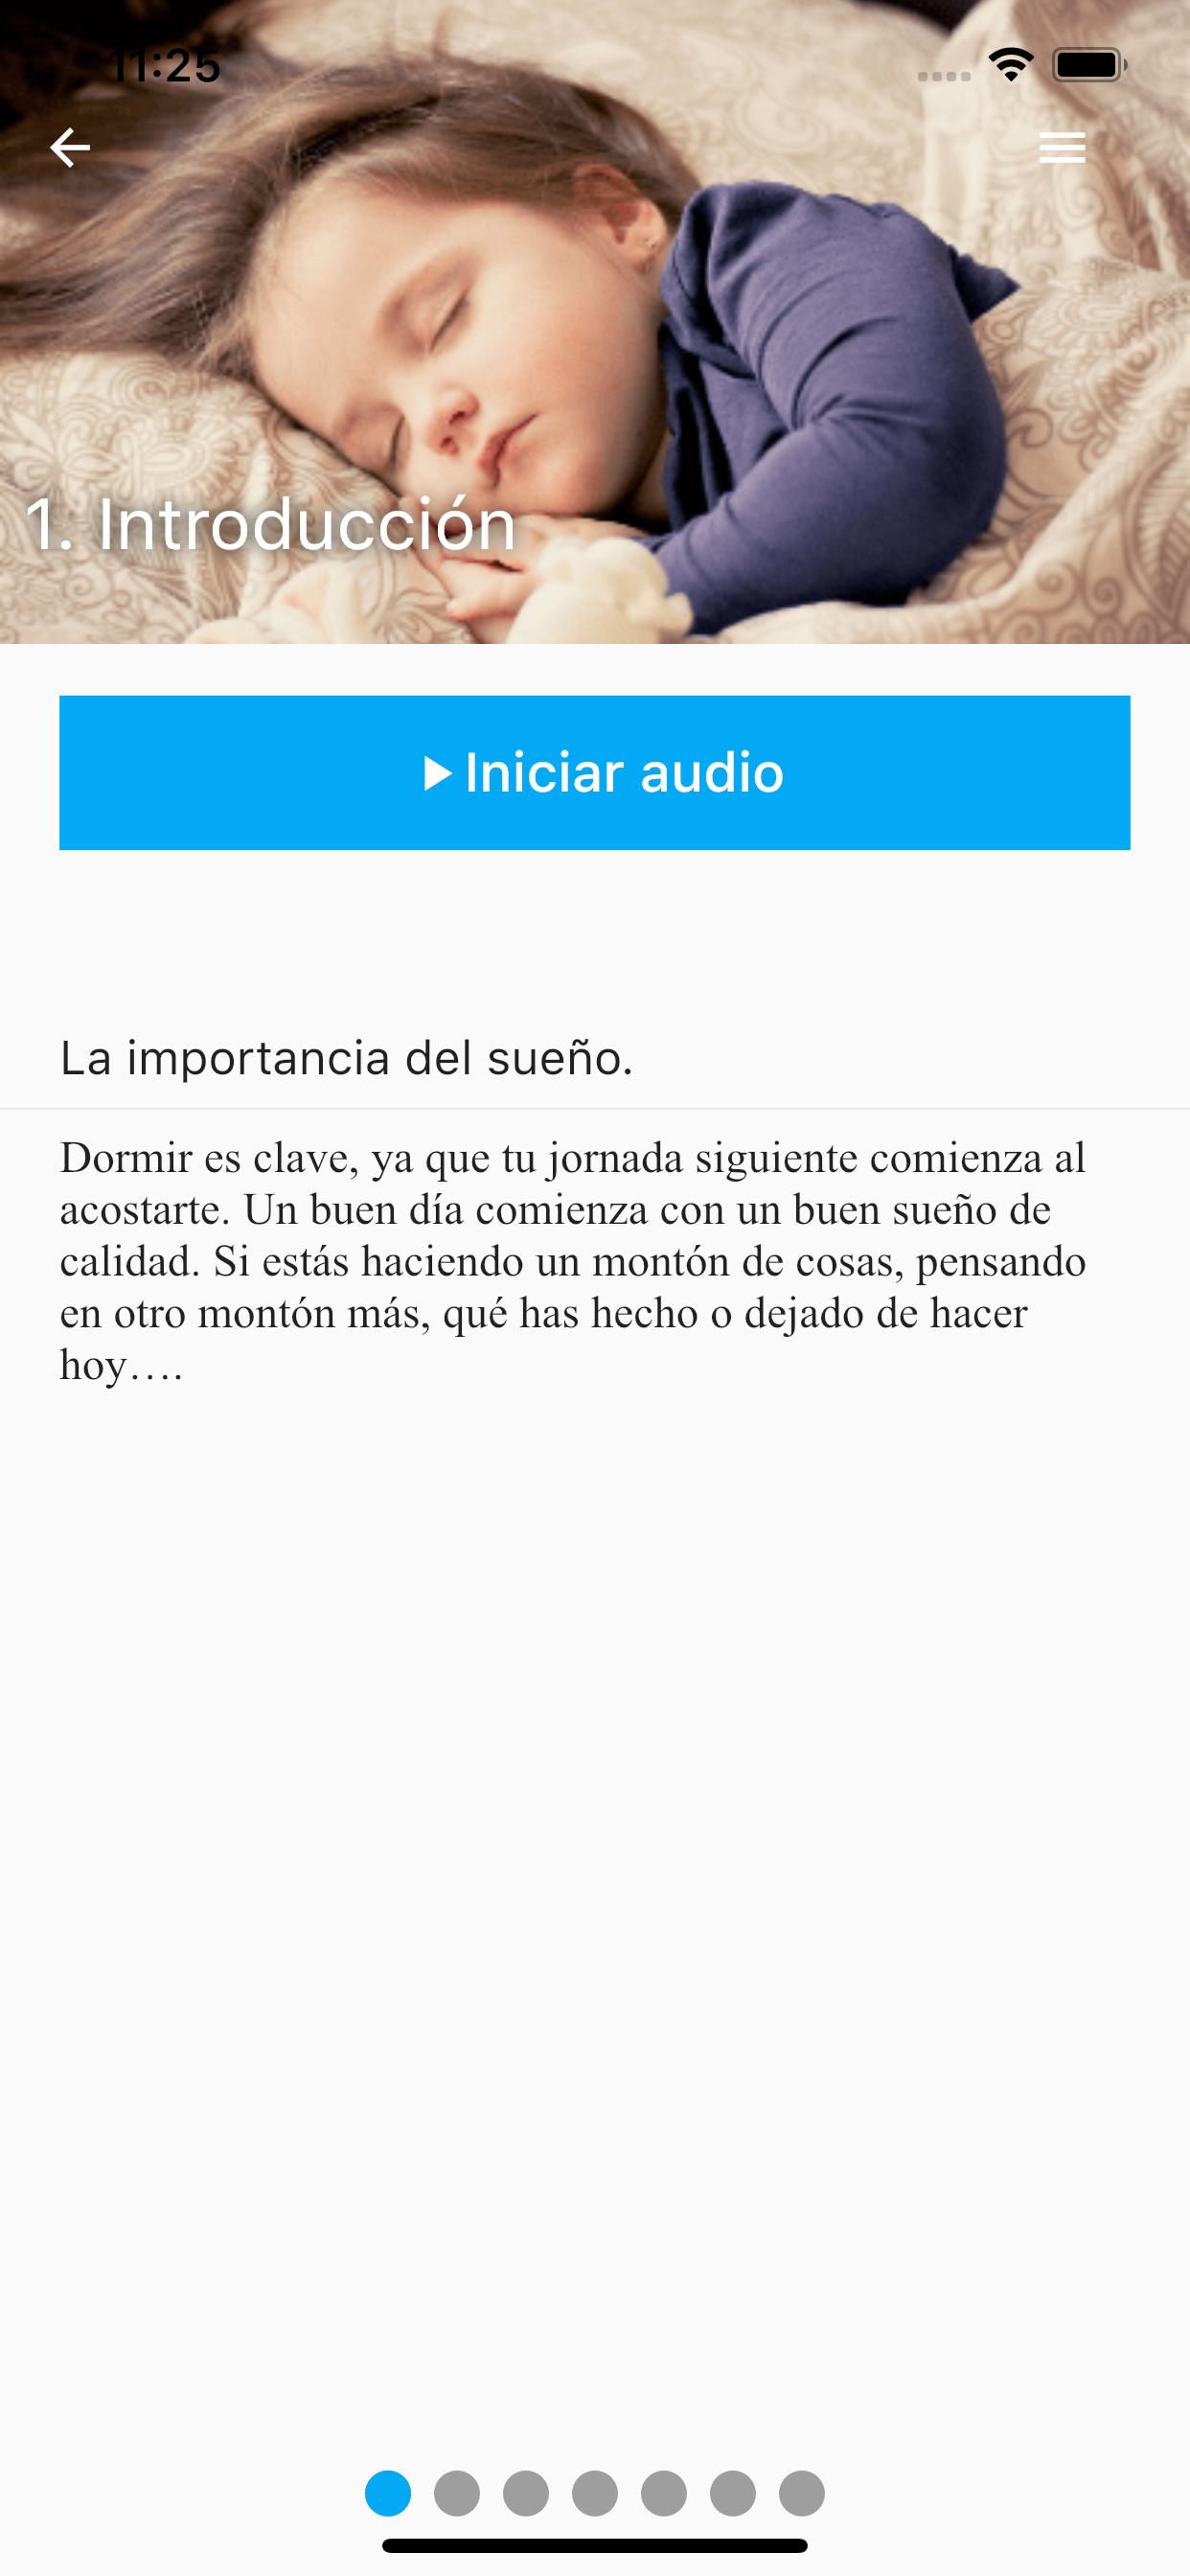 11:25
1. Introducción
Iniciar audio
La importancia del sueño.
Dormir es clave, ya que tu jornada siguiente comienza al
acostarte. Un buen día comienza con un buen sueño de
calidad. Si estás haciendo un montón de cosas, pensando
en otro montón más, qué has hecho o dejado de hacer
hoy….